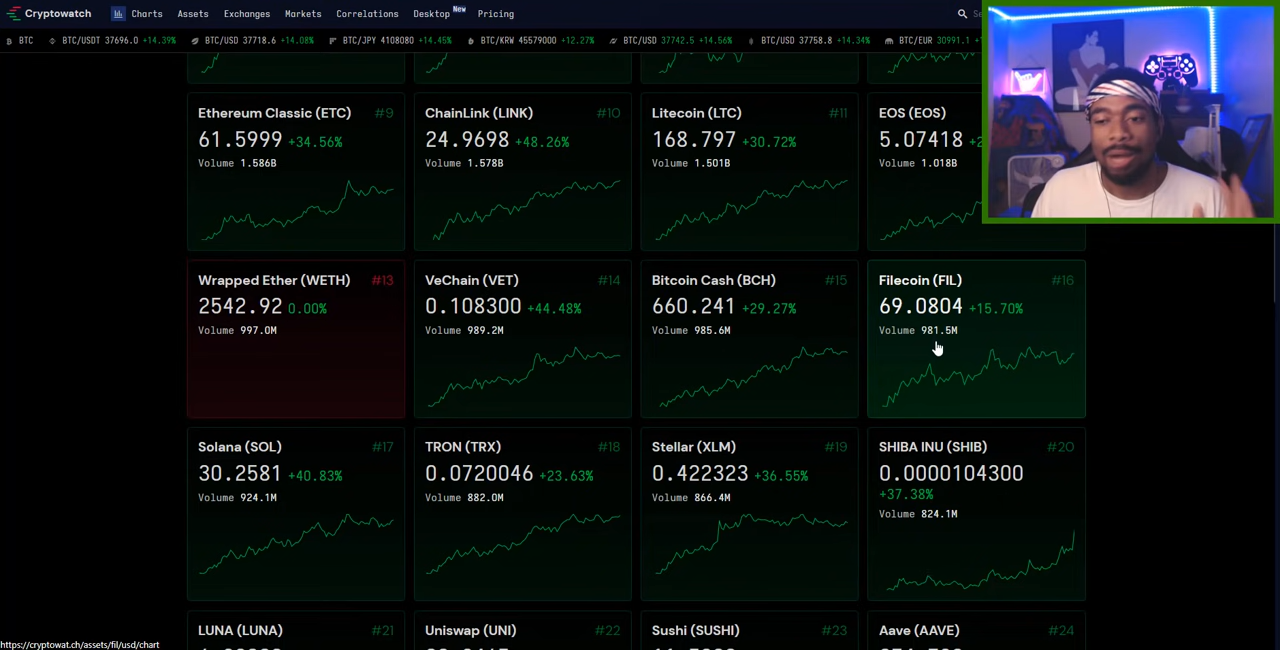 Cryptowatch Charts Assets Exchanges Markets Correlations Desktop New Pricing
BTC BTC/USDT 37696.0 +14.39% BTC/USD 37718.6 +14.08% BTC/JPY 4108080 +14.45% BTC/KRW 45579000 +12.27% BTC/USD 37742.5 +14.56% BTC/USD 37758.8 +14.34% BTC/EUR 30991.1
Ethereum Classic (ETC) #9
61.5999 +34.56%
Volume 1.586B
ChainLink (LINK) #10
24.9698 +48.26%
Volume 1.578B
Litecoin (LTC) #11
168.797 +30.72%
Volume 1.501B
EOS (EOS)
5.07418
Volume 1.018B
Wrapped Ether (WETH) #13
2542.92 0.00%
Volume 997.0M
VeChain (VET) #14
0.108300 +44.48%
Volume 989.2M
Bitcoin Cash (BCH) #15
660.241 +29.27%
Volume 985.6M
Filecoin (FIL) #16
69.0804 +15.70%
Volume 981.5M
Solana (SOL) #17
30.2581 +40.83%
Volume 924.1M
TRON (TRX) #18
0.0720046 +23.63%
Volume 882.0M
Stellar (XLM) #19
0.422323 +36.55%
Volume 866.4M
SHIBA INU (SHIB) #20
0.0000104300
+37.38%
Volume 824.1M
LUNA (LUNA) #21
Uniswap (UNI) #22
Sushi (SUSHI) #23
Aave (AAVE) #24
https://cryptowat.ch/assets/fil/usd/chart